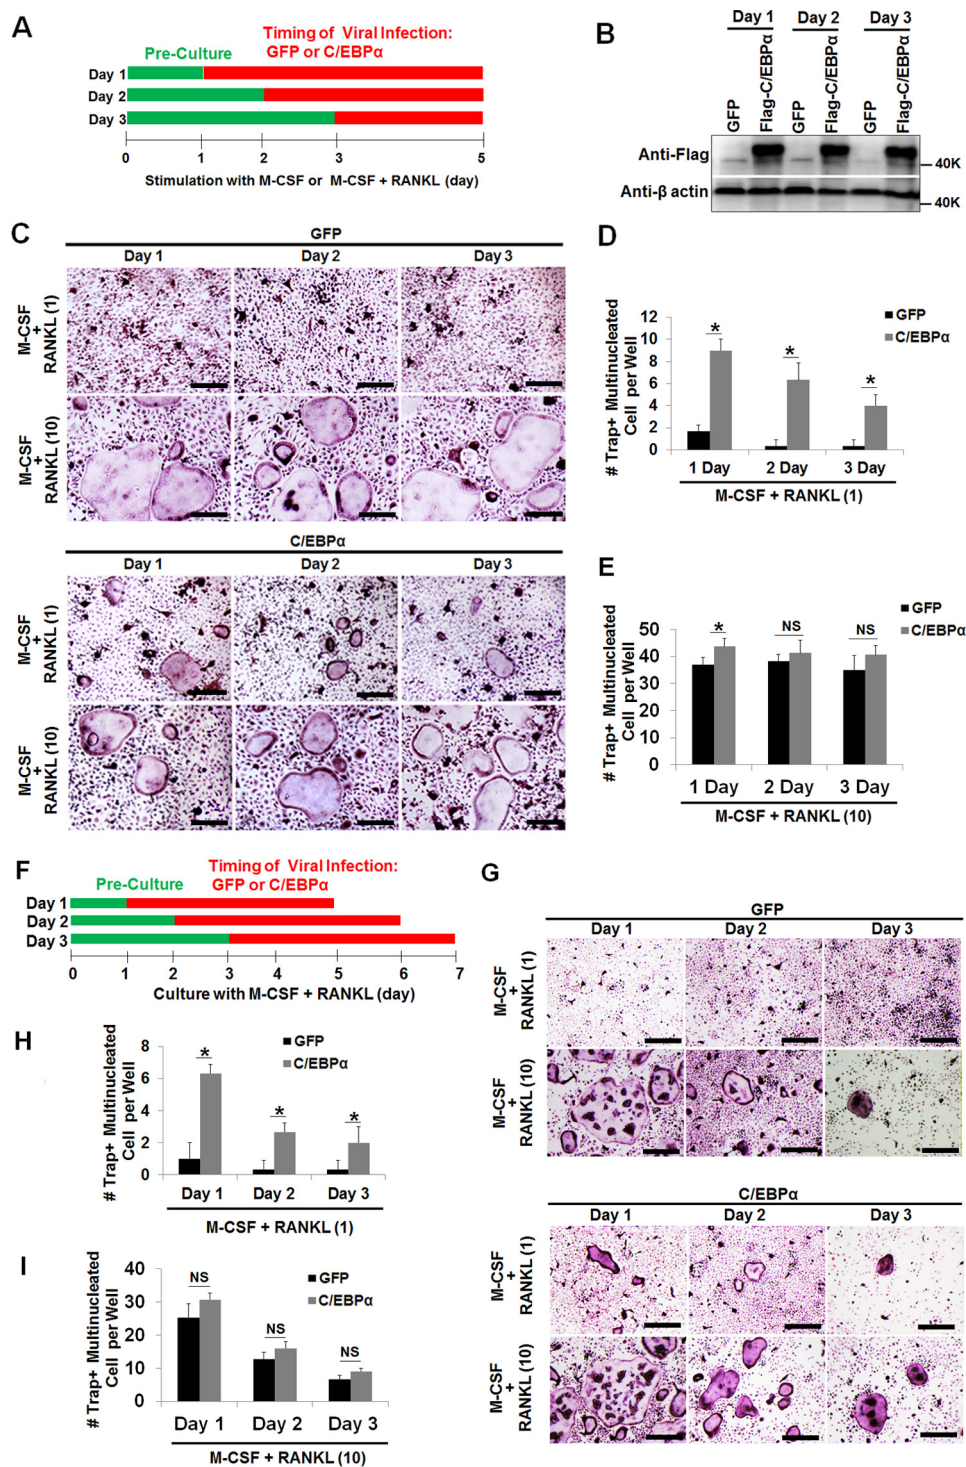 A
Timing of Viral Infection:
Pre-Culture GFP or C/EBPα
Day 1
Day 2
Day 3
0 1 2 3 5
Stimulation with M-CSF or M-CSF + RANKL (day)
B
Day 1 Day 2 Day 3
GFP Flag-C/EBPα GFP Flag-C/EBPα GFP Flag-C/EBPα
Anti-Flag 40K
Anti-β actin 40K
C
GFP
Day 1 Day 2 Day 3
M-CSF + RANKL (1)
M-CSF + RANKL (10)
C/EBPα
Day 1 Day 2 Day 3
M-CSF + RANKL (1)
M-CSF + RANKL (10)
D
# Trap+ Multinucleated
Cell per Well
12
10
8
6
4
2
0
GFP
C/EBPα
* * *
1 Day 2 Day 3 Day
M-CSF + RANKL (1)
E
# Trap+ Multinucleated
Cell per Well
50
40
30
20
10
0
GFP
C/EBPα
* NS NS
1 Day 2 Day 3 Day
M-CSF + RANKL (10)
F
Timing of Viral Infection:
Pre-Culture GFP or C/EBPα
Day 1
Day 2
Day 3
0 1 2 3 4 5 6 7
Culture with M-CSF + RANKL (day)
G
GFP
Day 1 Day 2 Day 3
M-CSF + RANKL (1)
M-CSF + RANKL (10)
C/EBPα
Day 1 Day 2 Day 3
M-CSF + RANKL (1)
M-CSF + RANKL (10)
H
# Trap+ Multinucleated
Cell per Well
8
6
4
2
0
GFP
C/EBPα
* * *
Day 1 Day 2 Day 3
M-CSF + RANKL (1)
I
# Trap+ Multinucleated
Cell per Well
40
30
20
10
0
GFP
C/EBPα
NS NS NS
Day 1 Day 2 Day 3
M-CSF + RANKL (10)